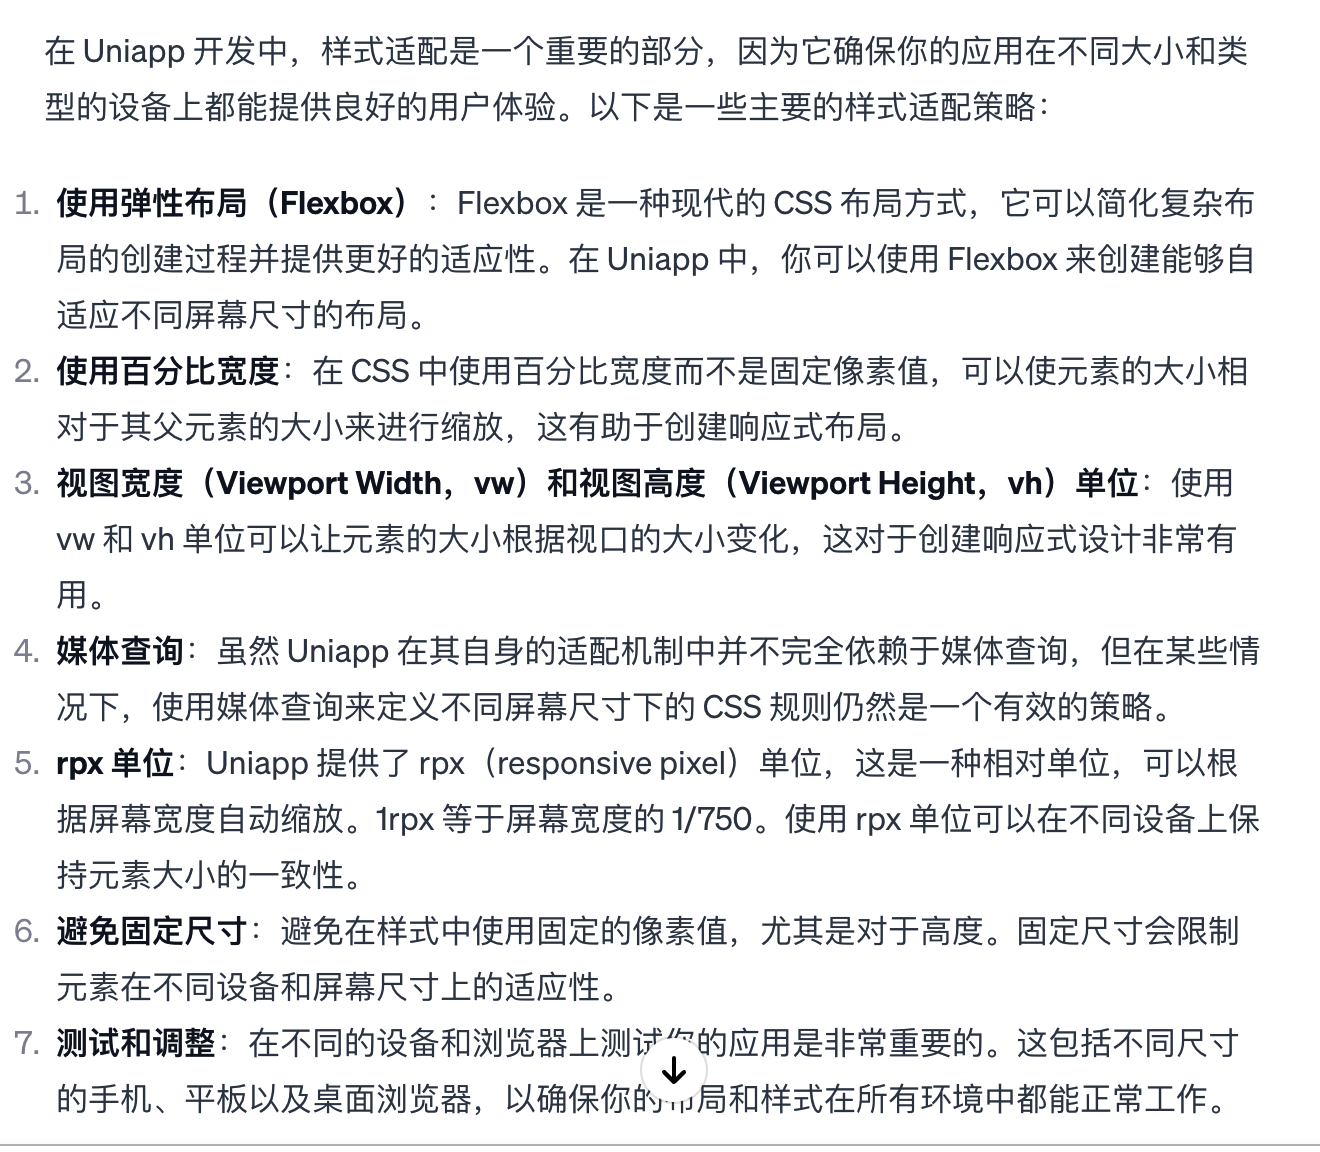 在 Uniapp 开发中，样式适配是一个重要的部分，因为它确保你的应用在不同大小和类
型的设备上都能提供良好的用户体验。以下是一些主要的样式适配策略：
1. 使用弹性布局（Flexbox）：Flexbox 是一种现代的 CSS 布局方式，它可以简化复杂布
局的创建过程并提供更好的适应性。在 Uniapp 中，你可以使用 Flexbox 来创建能够自
适应不同屏幕尺寸的布局。
2. 使用百分比宽度：在 CSS 中使用百分比宽度而不是固定像素值，可以使元素的大小相
对于其父元素的大小来进行缩放，这有助于创建响应式布局。
3. 视图宽度（Viewport Width，vw）和视图高度（Viewport Height，vh）单位：使用
vw 和 vh 单位可以让元素的大小根据视口的大小变化，这对于创建响应式设计非常有
用。
4. 媒体查询：虽然 Uniapp 在其自身的适配机制中并不完全依赖于媒体查询，但在某些情
况下，使用媒体查询来定义不同屏幕尺寸下的 CSS 规则仍然是一个有效的策略。
5. rpx 单位：Uniapp 提供了 rpx（responsive pixel）单位，这是一种相对单位，可以根
据屏幕宽度自动缩放。1rpx 等于屏幕宽度的 1/750。使用 rpx 单位可以在不同设备上保
持元素大小的一致性。
6. 避免固定尺寸：避免在样式中使用固定的像素值，尤其是对于高度。固定尺寸会限制
元素在不同设备和屏幕尺寸上的适应性。
7. 测试和调整：在不同的设备和浏览器上测试你的应用是非常重要的。这包括不同尺寸
的手机、平板以及桌面浏览器，以确保你的布局和样式在所有环境中都能正常工作。